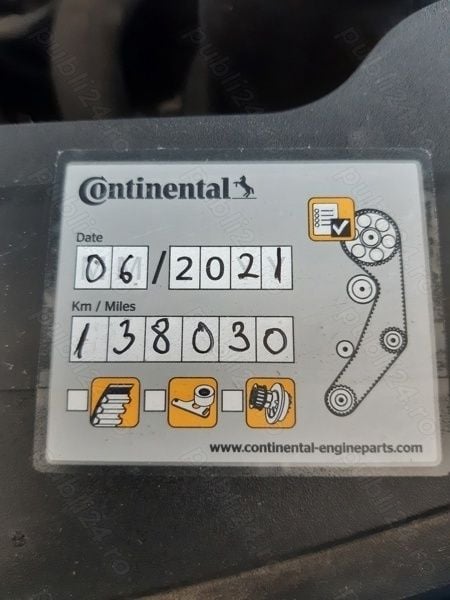 Continental
Date
06/2021
Km / Miles
138030
www.continental-engineparts.com